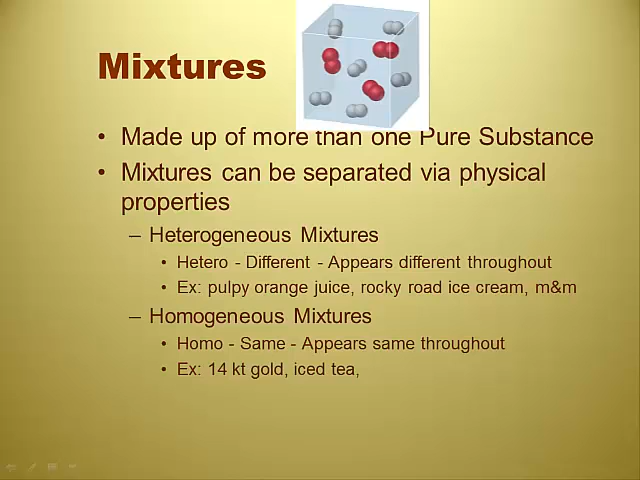 Mixtures
• Made up of more than one Pure Substance
• Mixtures can be separated via physical
properties
– Heterogeneous Mixtures
• Hetero - Different - Appears different throughout
• Ex: pulpy orange juice, rocky road ice cream, m&m
– Homogeneous Mixtures
• Homo - Same - Appears same throughout
• Ex: 14 kt gold, iced tea,